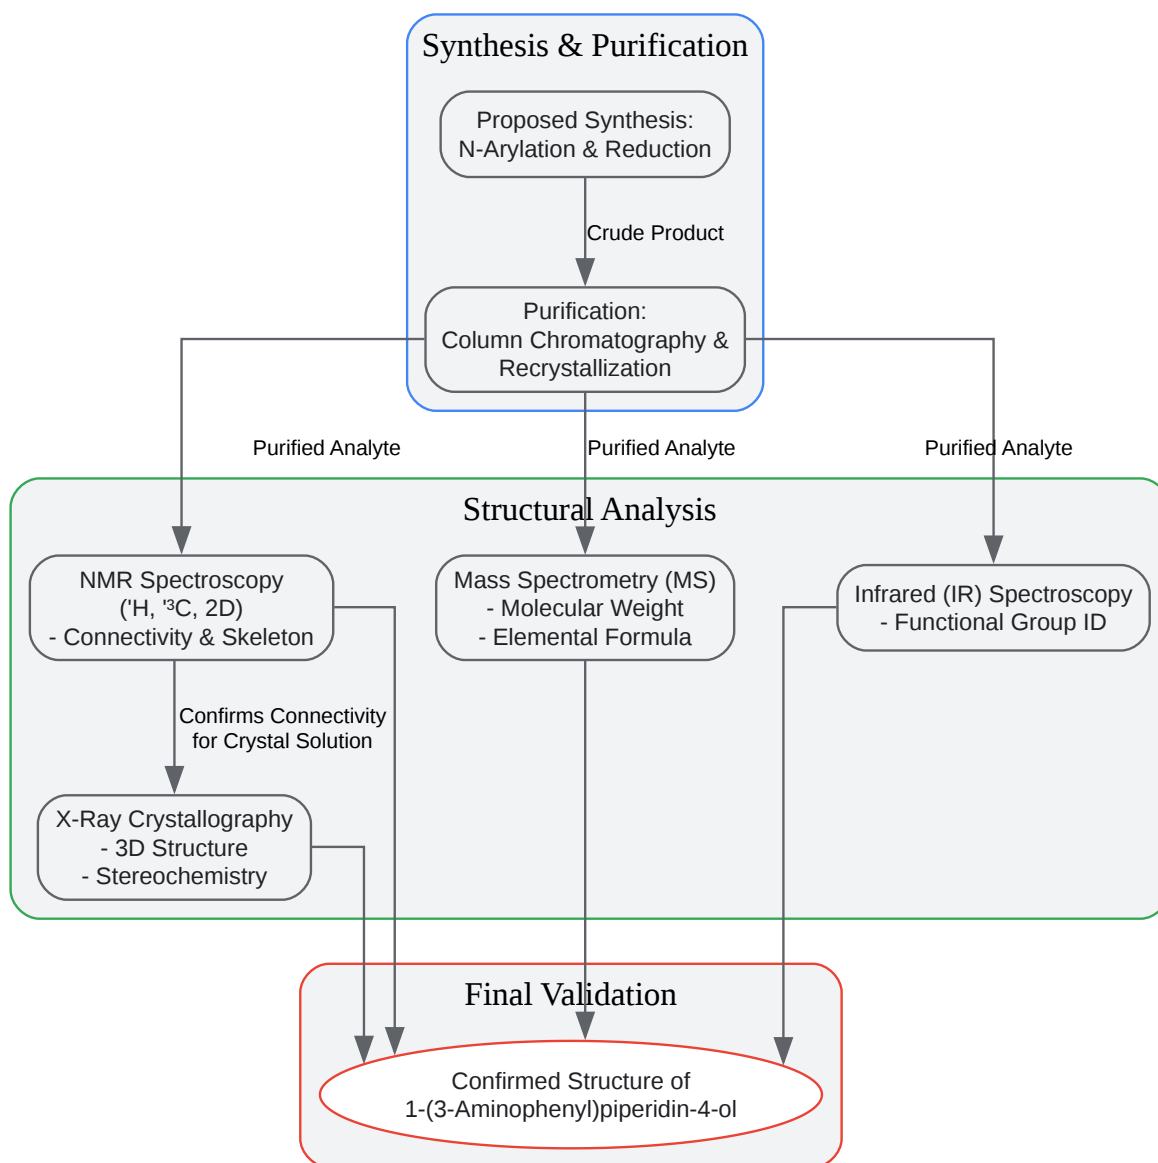 Synthesis & Purification
Proposed Synthesis:
N-Arylation & Reduction
Crude Product
Purification:
Column Chromatography &
Recrystallization
Purified Analyte
Purified Analyte
Purified Analyte
Structural Analysis
NMR Spectroscopy
('H, '³C, 2D)
- Connectivity & Skeleton
Mass Spectrometry (MS)
- Molecular Weight
- Elemental Formula
Infrared (IR) Spectroscopy
- Functional Group ID
Confirms Connectivity
for Crystal Solution
X-Ray Crystallography
- 3D Structure
- Stereochemistry
Final Validation
Confirmed Structure of
1-(3-Aminophenyl)piperidin-4-ol